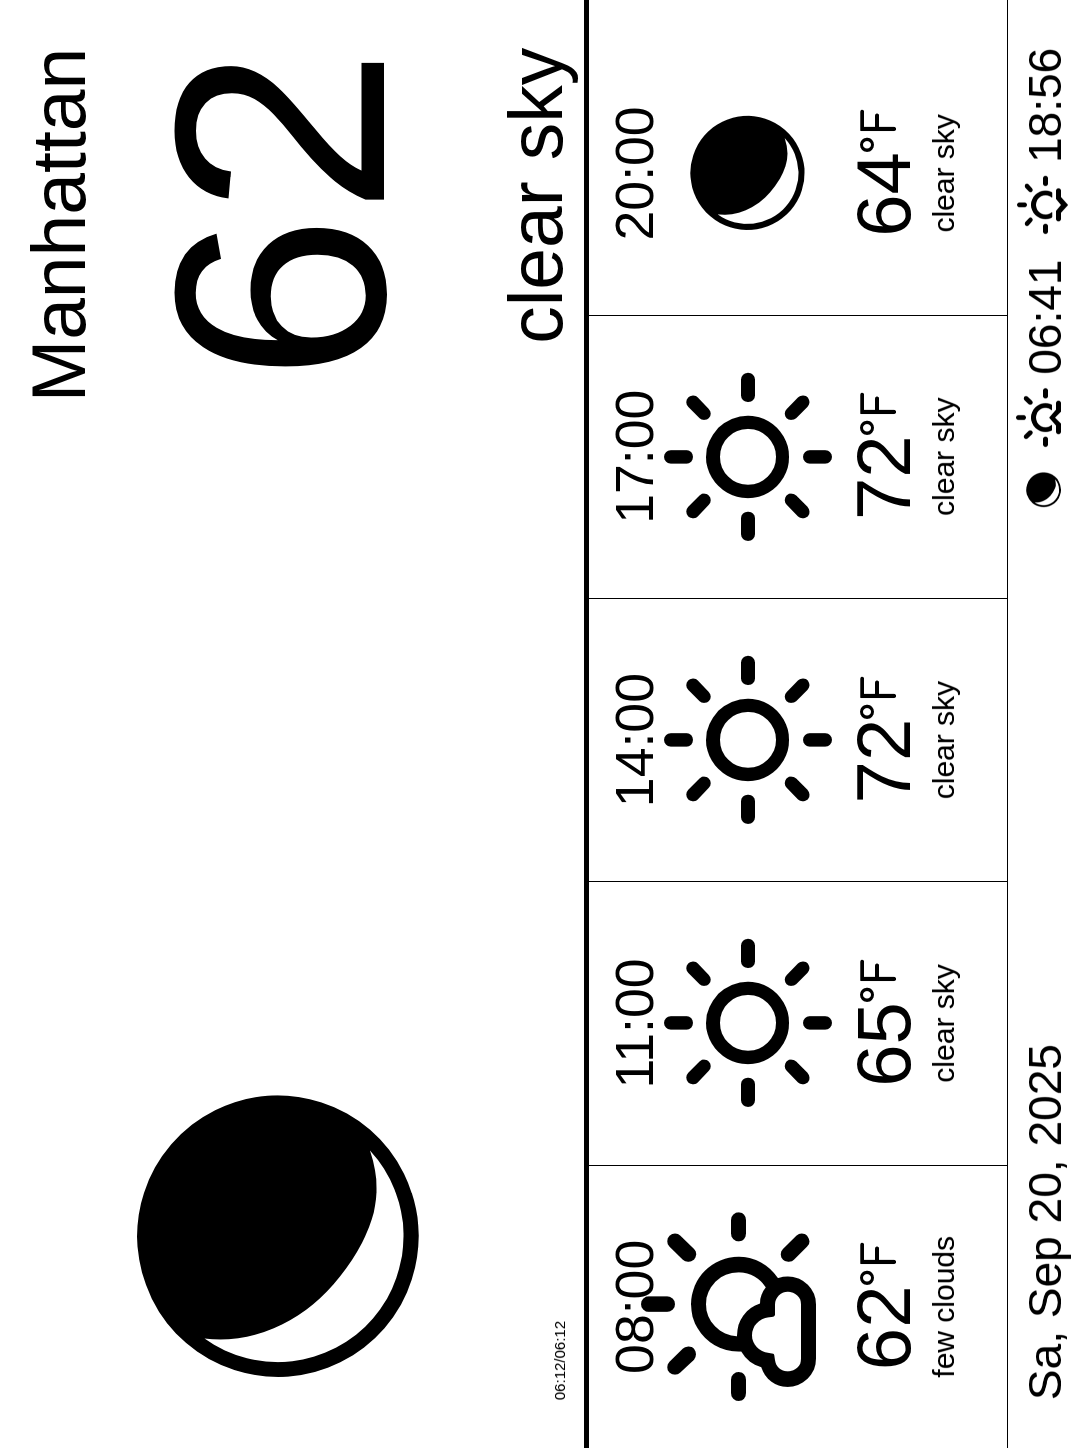 Manhattan
62
clear sky
06:12/06:12
08:00
62°F
few clouds
11:00
65°F
clear sky
14:00
72°F
clear sky
17:00
72°F
clear sky
20:00
64°F
clear sky
Sa, Sep 20, 2025
06:41
18:56